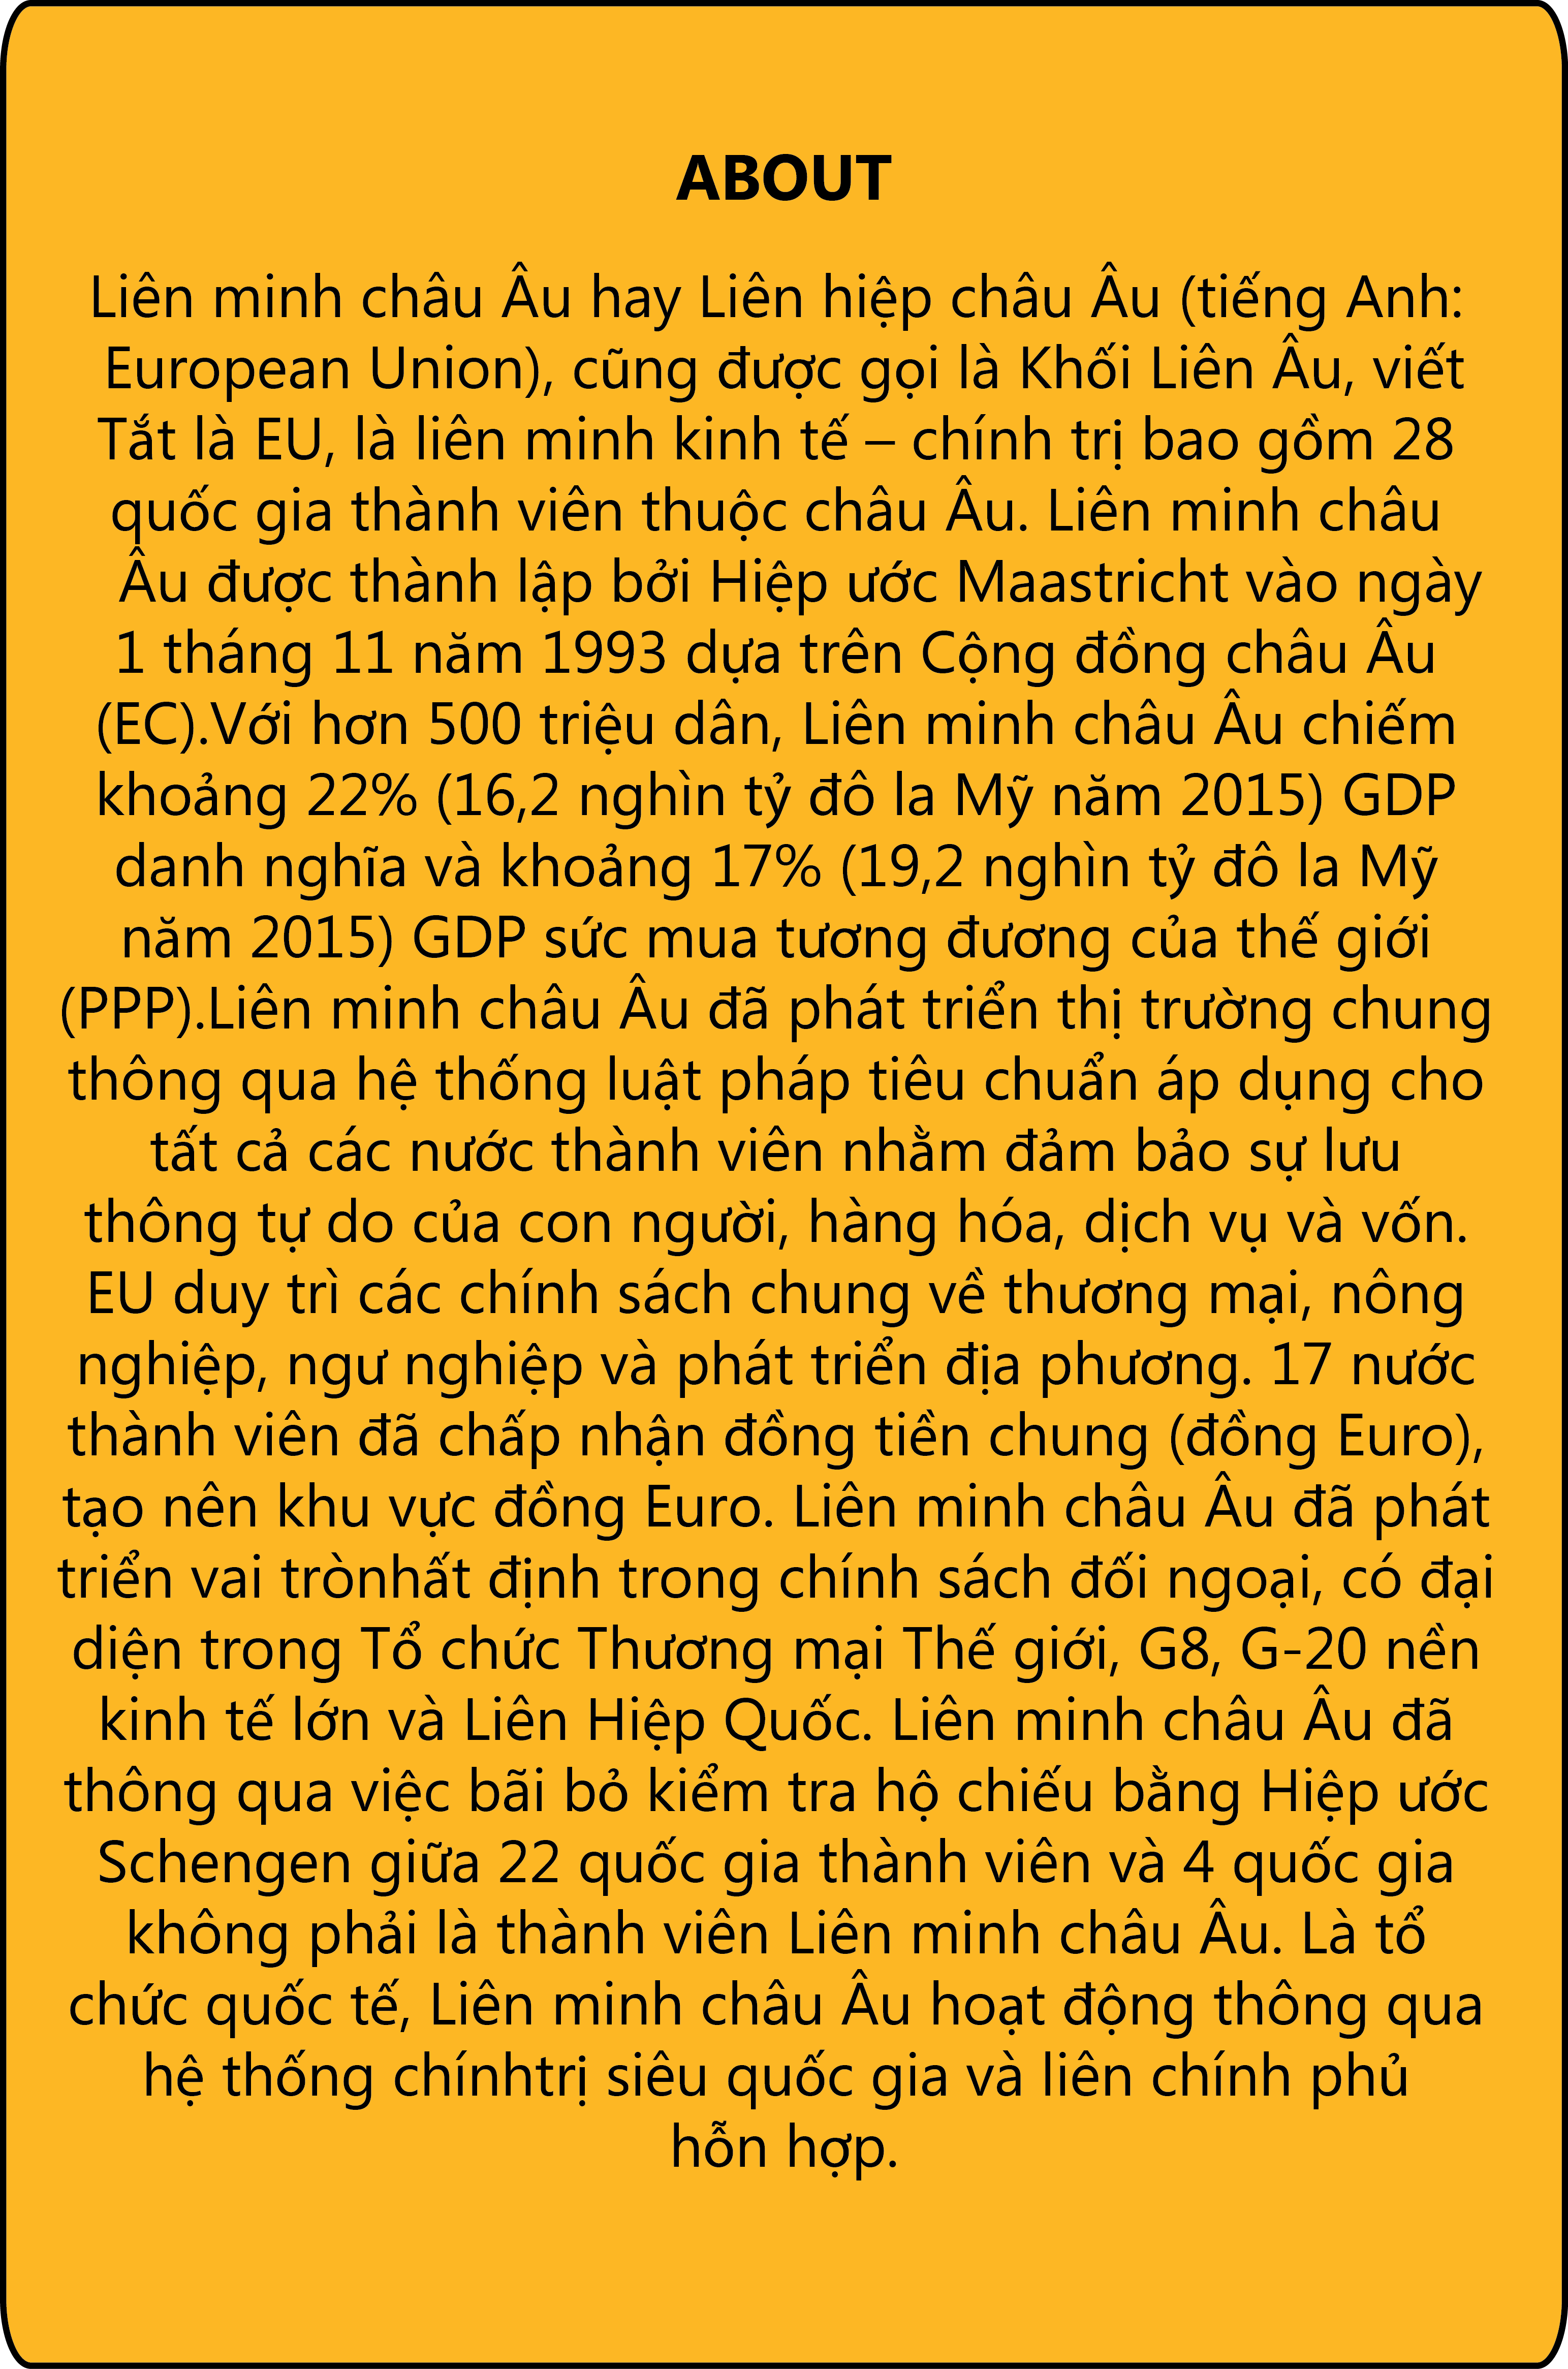 ABOUT
Liên minh châu Âu hay Liên hiệp châu Âu (tiếng Anh:
European Union), cũng được gọi là Khối Liên Âu, viết
Tắt là EU, là liên minh kinh tế – chính trị bao gồm 28
quốc gia thành viên thuộc châu Âu. Liên minh châu
Âu được thành lập bởi Hiệp ước Maastricht vào ngày
1 tháng 11 năm 1993 dựa trên Cộng đồng châu Âu
(EC).Với hơn 500 triệu dân, Liên minh châu Âu chiếm
khoảng 22% (16,2 nghìn tỷ đô la Mỹ năm 2015) GDP
danh nghĩa và khoảng 17% (19,2 nghìn tỷ đô la Mỹ
năm 2015) GDP sức mua tương đương của thế giới
(PPP).Liên minh châu Âu đã phát triển thị trường chung
thông qua hệ thống luật pháp tiêu chuẩn áp dụng cho
tất cả các nước thành viên nhằm đảm bảo sự lưu
thông tự do của con người, hàng hóa, dịch vụ và vốn.
EU duy trì các chính sách chung về thương mại, nông
nghiệp, ngư nghiệp và phát triển địa phương. 17 nước
thành viên đã chấp nhận đồng tiền chung (đồng Euro),
tạo nên khu vực đồng Euro. Liên minh châu Âu đã phát
triển vai trònhất định trong chính sách đối ngoại, có đại
diện trong Tổ chức Thương mại Thế giới, G8, G-20 nền
kinh tế lớn và Liên Hiệp Quốc. Liên minh châu Âu đã
thông qua việc bãi bỏ kiểm tra hộ chiếu bằng Hiệp ước
Schengen giữa 22 quốc gia thành viên và 4 quốc gia
không phải là thành viên Liên minh châu Âu. Là tổ
chức quốc tế, Liên minh châu Âu hoạt động thông qua
hệ thống chínhtrị siêu quốc gia và liên chính phủ
hỗn hợp.